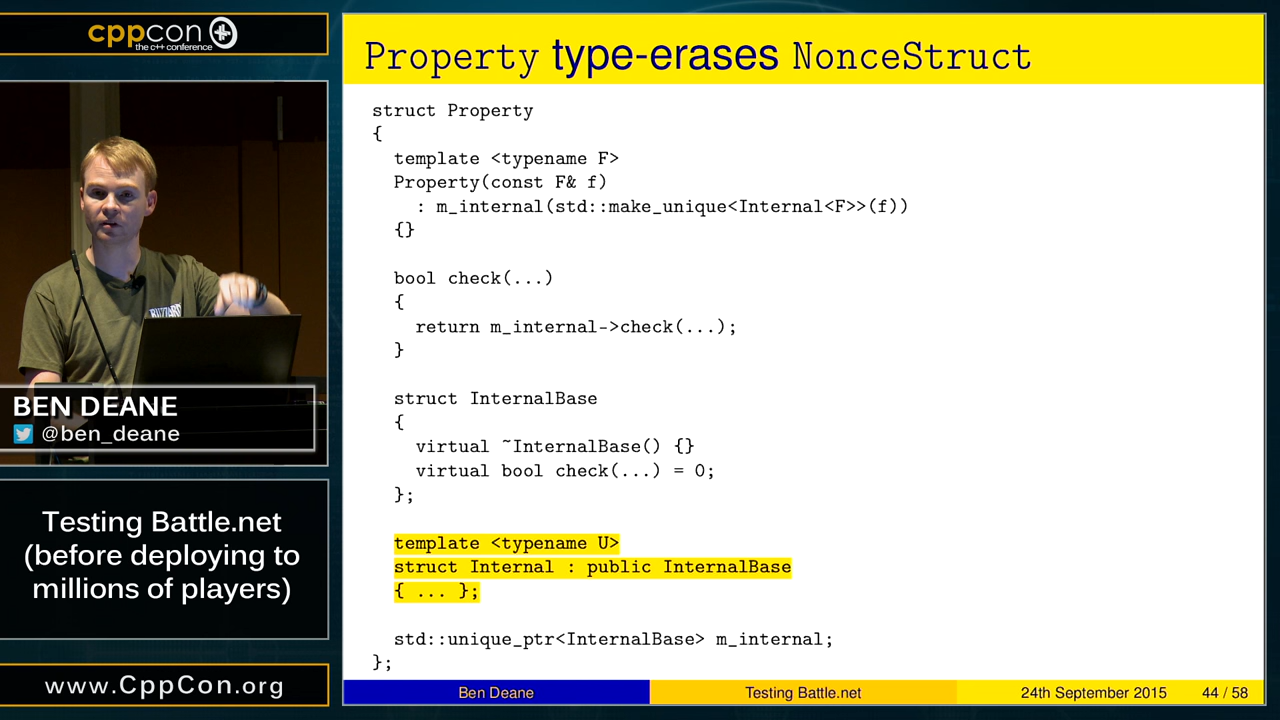 cppcon
the c++ conference
BLIZZARD
BEN DEANE
@ben_deane
Testing Battle.net
(before deploying to
millions of players)
www.CppCon.org
Property type-erases NonceStruct
struct Property
{
template <typename F>
Property(const F& f)
: m_internal(std::make_unique<Internal<F>>(f))
{}
bool check(...)
{
return m_internal->check(...);
}
struct InternalBase
{
virtual ~InternalBase() {}
virtual bool check(...) = 0;
};
template <typename U>
struct Internal : public InternalBase
{ ... };
std::unique_ptr<InternalBase> m_internal;
};
Ben Deane
Testing Battle.net
24th September 2015 44 / 58